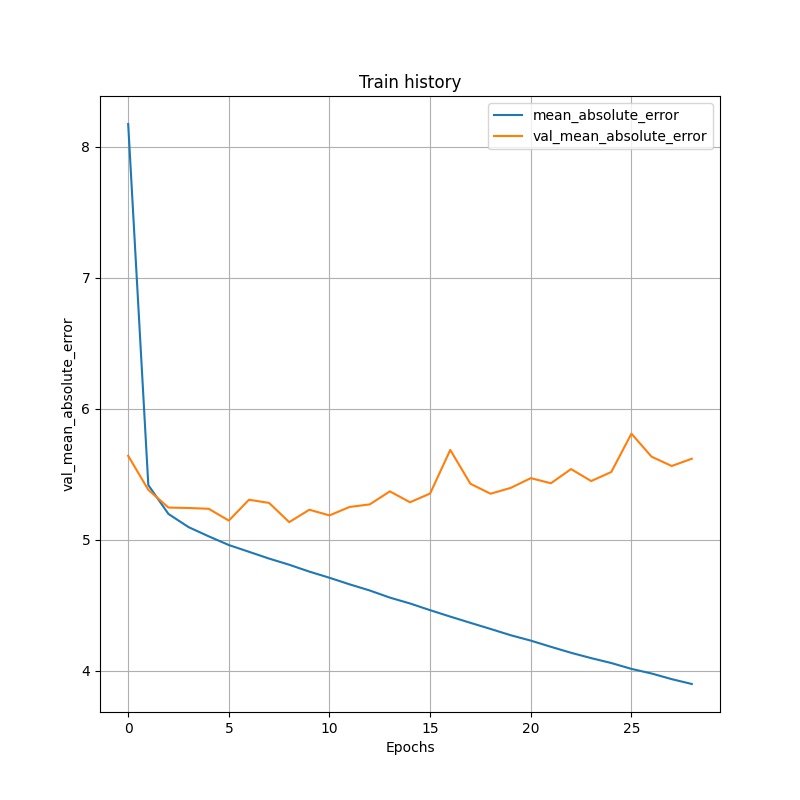 Train history
mean_absolute_error
val_mean_absolute_error
val_mean_absolute_error
8
7
6
5
4
0 5 10 15 20 25
Epochs